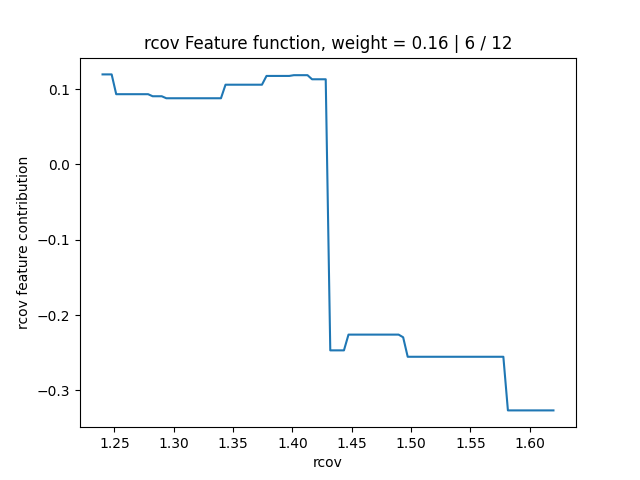 rcov Feature function, weight = 0.16 | 6 / 12
rcov feature contribution
0.1
0.0
−0.1
−0.2
−0.3
1.25 1.30 1.35 1.40 1.45 1.50 1.55 1.60
rcov